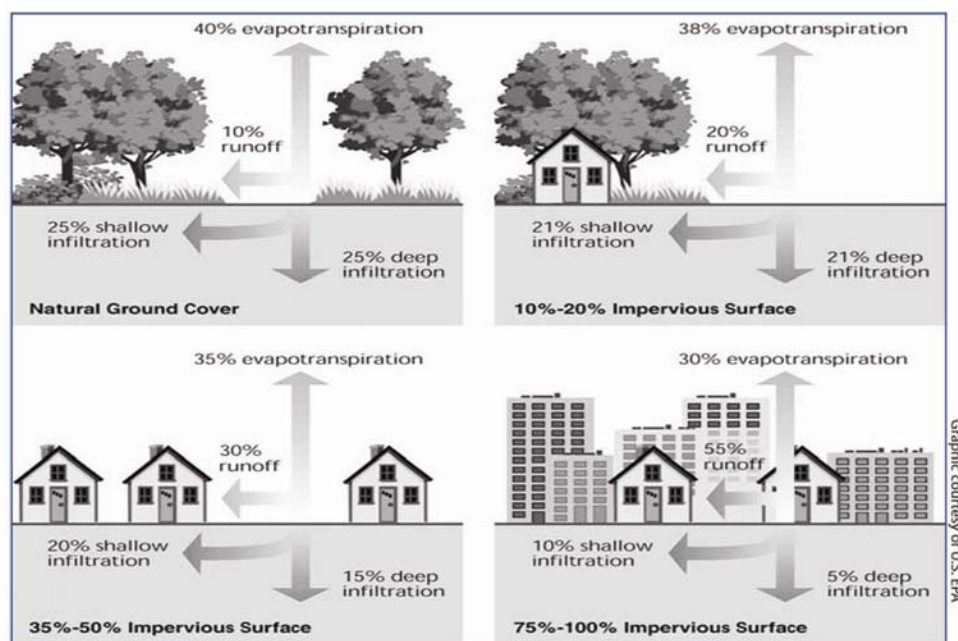 40% evapotranspiration
10%
runoff
25% shallow
infiltration
25% deep
infiltration
Natural Ground Cover
38% evapotranspiration
20%
runoff
21% shallow
infiltration
21% deep
infiltration
10%-20% Impervious Surface
35% evapotranspiration
30%
runoff
20% shallow
infiltration
15% deep
infiltration
35%-50% Impervious Surface
30% evapotranspiration
55%
runoff
10% shallow
infiltration
5% deep
infiltration
75%-100% Impervious Surface
Graphic courtesy of U.S. EPA